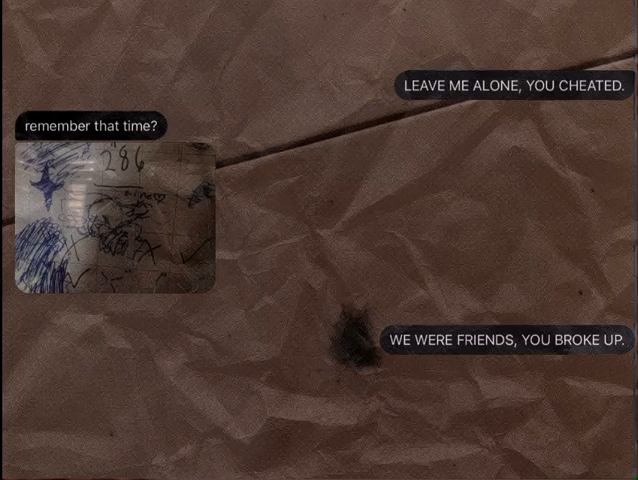 LEAVE ME ALONE, YOU CHEATED.
remember that time?
286
WE WERE FRIENDS, YOU BROKE UP.